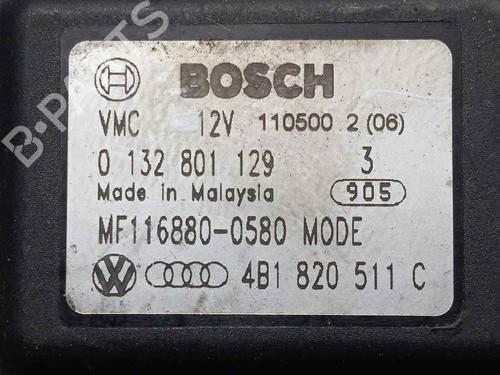 BOSCH
VMC 12V 110500 2 (06)
0 132 801 129 3
Made in Malaysia 905
MF116880-0580 MODE
4B1 820 511 C
B-PARTS